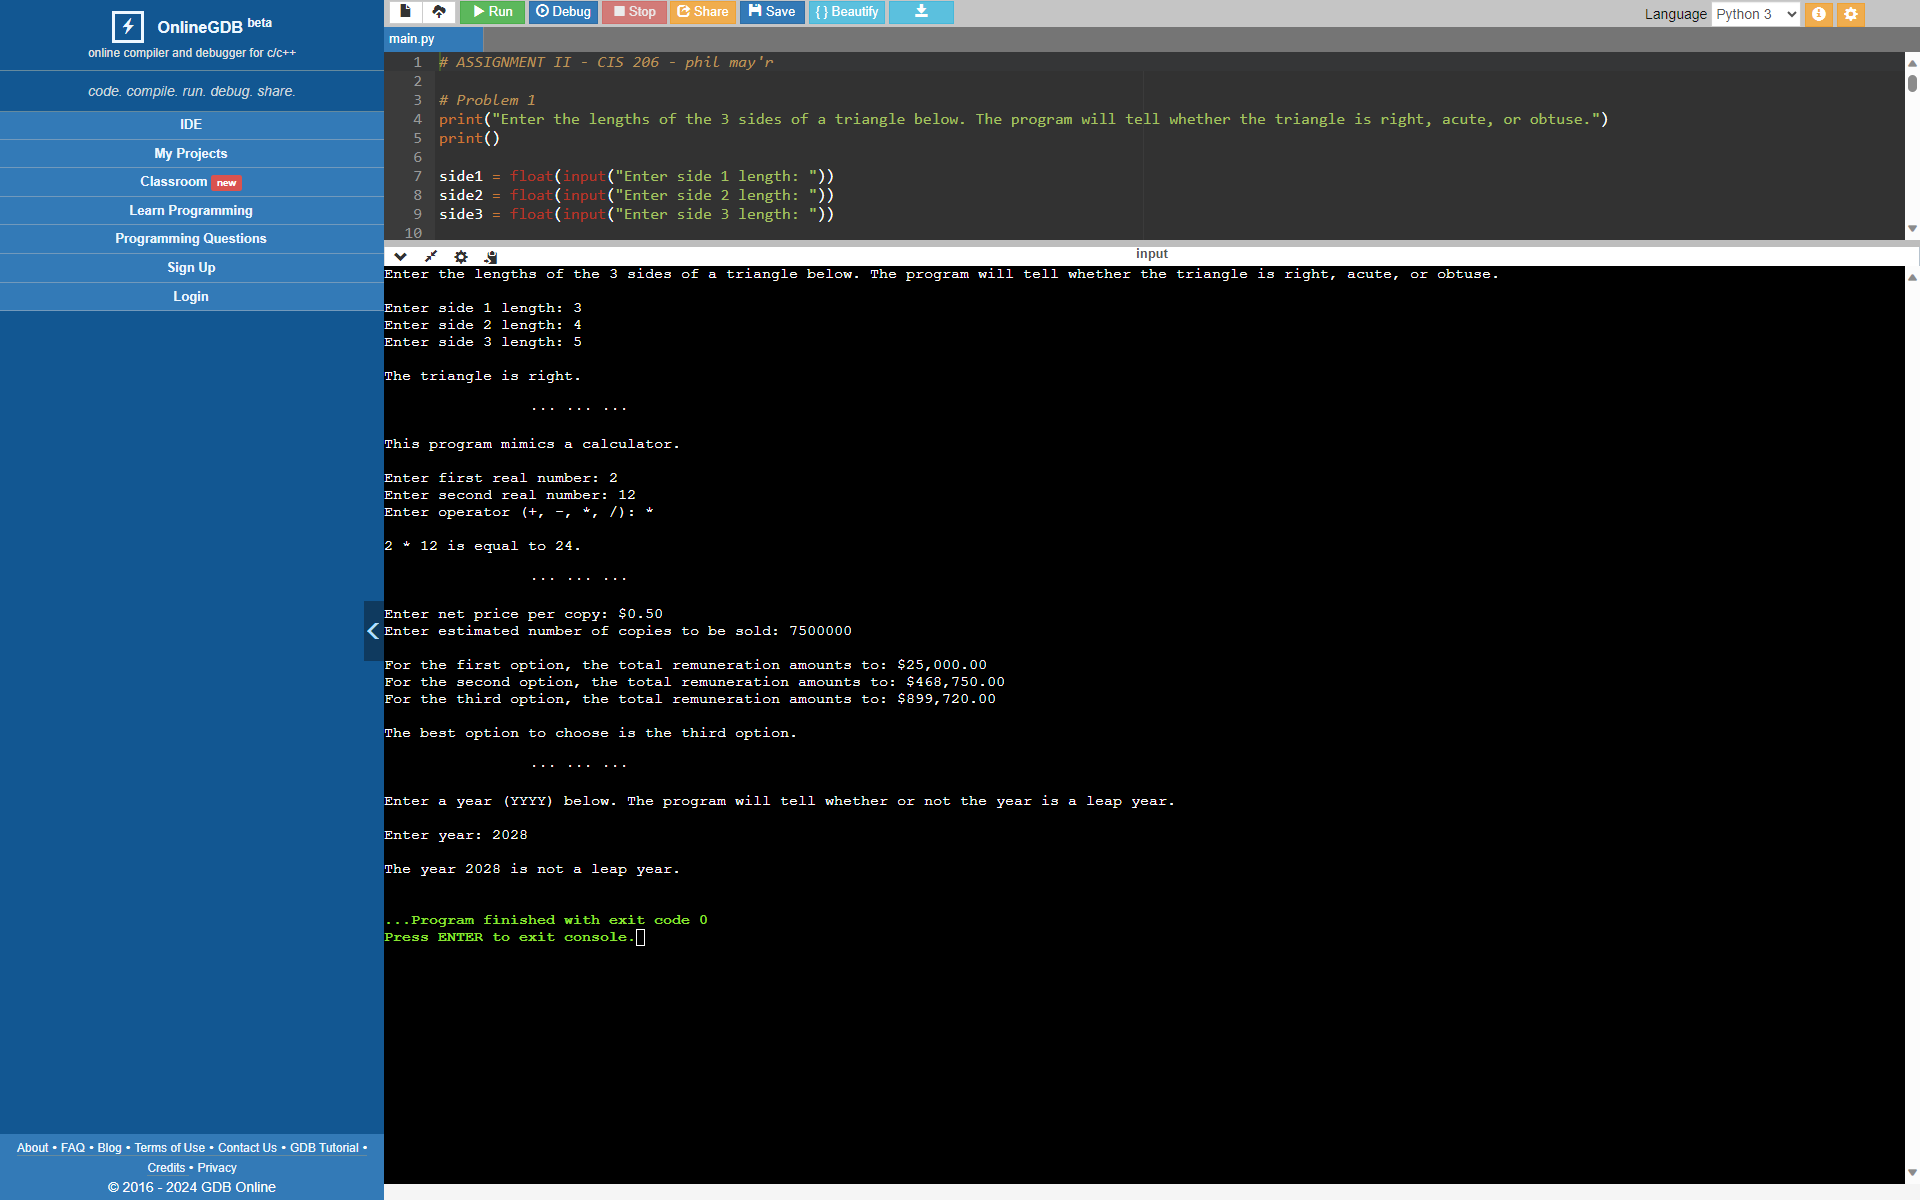 OnlineGDB beta
online compiler and debugger for c/c++
code. compile. run. debug. share.
IDE
My Projects
Classroom new
Learn Programming
Programming Questions
Sign Up
Login
About • FAQ • Blog • Terms of Use • Contact Us • GDB Tutorial •
Credits • Privacy
© 2016 - 2024 GDB Online
Run Debug Stop Share Save { } Beautify
Language Python 3
main.py
1 # ASSIGNMENT II - CIS 206 - phil may'r
2
3 # Problem 1
4 print("Enter the lengths of the 3 sides of a triangle below. The program will tell whether the triangle is right, acute, or obtuse.")
5 print()
6
7 side1 = float(input("Enter side 1 length: "))
8 side2 = float(input("Enter side 2 length: "))
9 side3 = float(input("Enter side 3 length: "))
10
input
Enter the lengths of the 3 sides of a triangle below. The program will tell whether the triangle is right, acute, or obtuse.
Enter side 1 length: 3
Enter side 2 length: 4
Enter side 3 length: 5
The triangle is right.
... ... ...
This program mimics a calculator.
Enter first real number: 2
Enter second real number: 12
Enter operator (+, -, *, /): *
2 * 12 is equal to 24.
... ... ...
Enter net price per copy: $0.50
Enter estimated number of copies to be sold: 7500000
For the first option, the total remuneration amounts to: $25,000.00
For the second option, the total remuneration amounts to: $468,750.00
For the third option, the total remuneration amounts to: $899,720.00
The best option to choose is the third option.
... ... ...
Enter a year (YYYY) below. The program will tell whether or not the year is a leap year.
Enter year: 2028
The year 2028 is not a leap year.
...Program finished with exit code 0
Press ENTER to exit console.